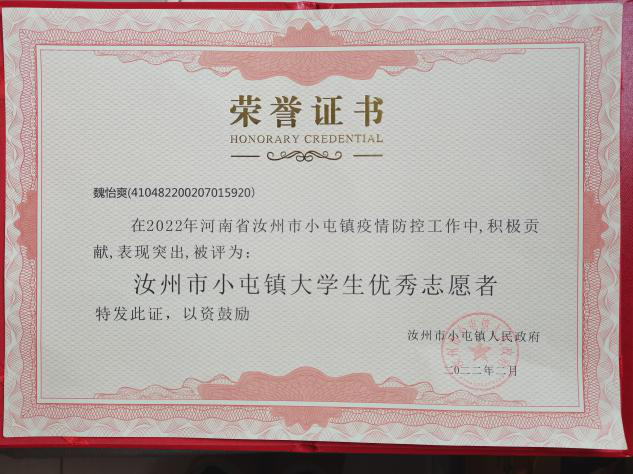 荣誉证书
HONORARY CREDENTIAL
魏怡爽(410482200207015920)
在2022年河南省汝州市小屯镇疫情防控工作中,积极贡
献,表现突出,被评为:
汝州市小屯镇大学生优秀志愿者
特发此证，以资鼓励
汝州市小屯镇人民政府
二〇二二年二月